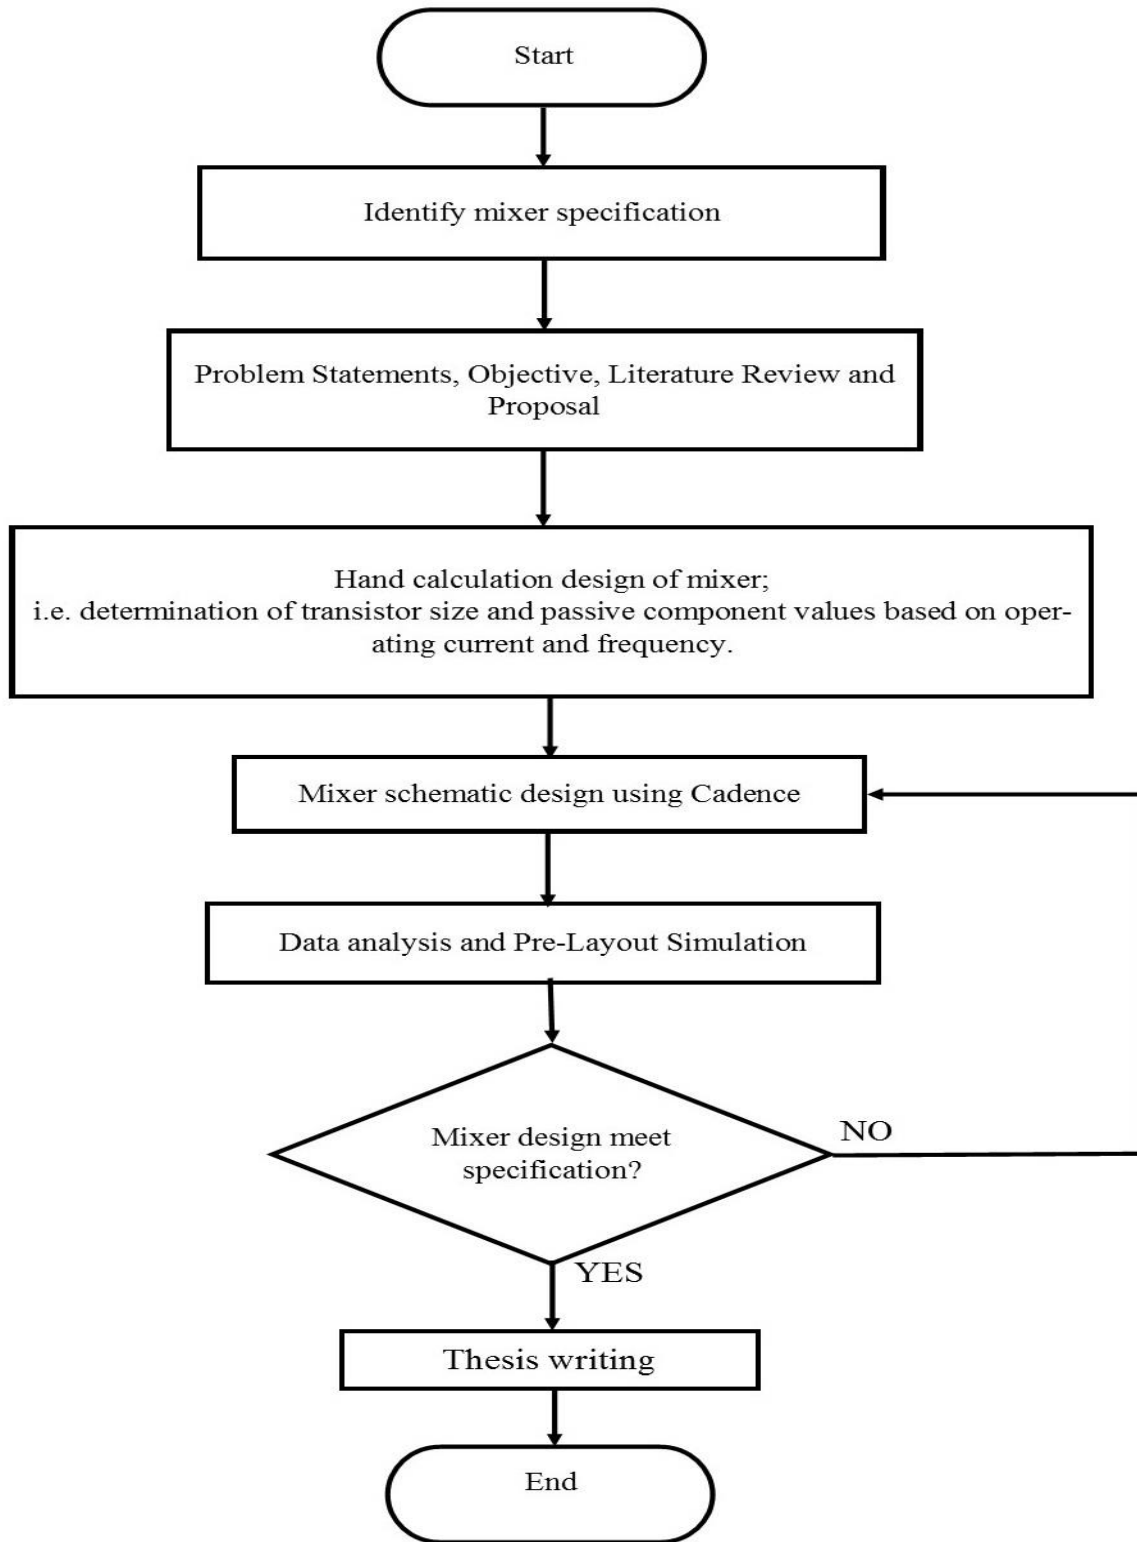 Start
Identify mixer specification
Problem Statements, Objective, Literature Review and
Proposal
Hand calculation design of mixer;
i.e. determination of transistor size and passive component values based on oper-
ating current and frequency.
Mixer schematic design using Cadence
Data analysis and Pre-Layout Simulation
Mixer design meet
specification?
NO
YES
Thesis writing
End